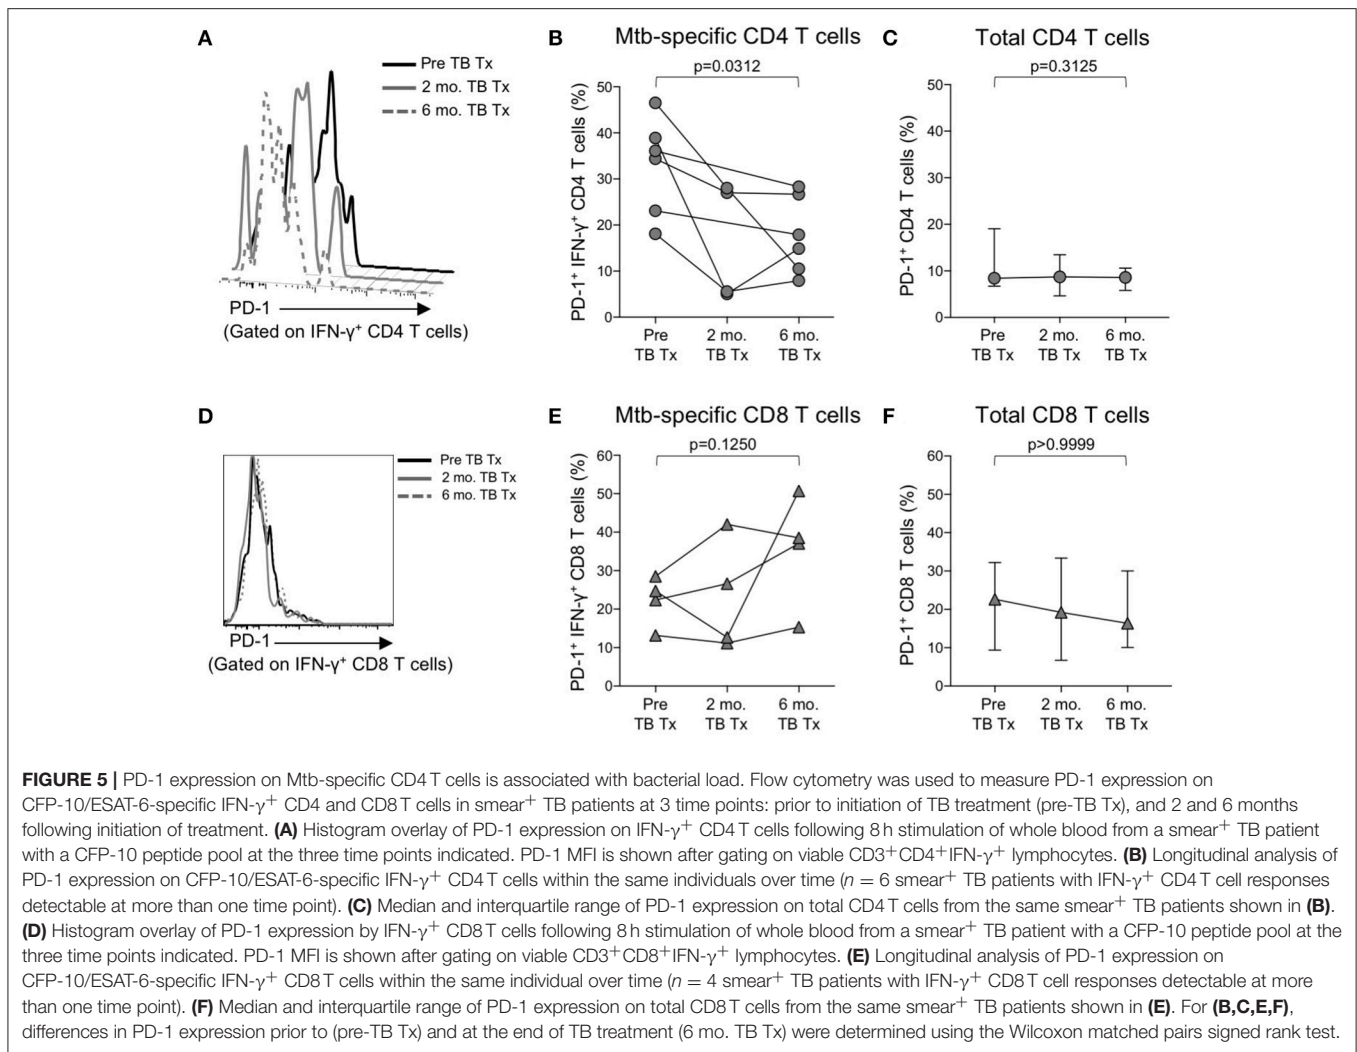 A
Pre TB Tx
2 mo. TB Tx
6 mo. TB Tx
PD-1
(Gated on IFN-γ⁺ CD4 T cells)
B
Mtb-specific CD4 T cells
p=0.0312
PD-1⁺ IFN-γ⁺ CD4 T cells (%)
50
40
30
20
10
0
Pre 2 mo. 6 mo.
TB Tx TB Tx TB Tx
C
Total CD4 T cells
p=0.3125
PD-1⁺ CD4 T cells (%)
50
40
30
20
10
0
Pre 2 mo. 6 mo.
TB Tx TB Tx TB Tx
D
Pre TB Tx
2 mo. TB Tx
6 mo. TB Tx
PD-1
(Gated on IFN-γ⁺ CD8 T cells)
E
Mtb-specific CD8 T cells
p=0.1250
PD-1⁺ IFN-γ⁺ CD8 T cells (%)
60
50
40
30
20
10
0
Pre 2 mo. 6 mo.
TB Tx TB Tx TB Tx
F
Total CD8 T cells
p>0.9999
PD-1⁺ CD8 T cells (%)
60
50
40
30
20
10
0
Pre 2 mo. 6 mo.
TB Tx TB Tx TB Tx
FIGURE 5 | PD-1 expression on Mtb-specific CD4 T cells is associated with bacterial load. Flow cytometry was used to measure PD-1 expression on
CFP-10/ESAT-6-specific IFN-γ⁺ CD4 and CD8 T cells in smear⁺ TB patients at 3 time points: prior to initiation of TB treatment (pre-TB Tx), and 2 and 6 months
following initiation of treatment. (A) Histogram overlay of PD-1 expression on IFN-γ⁺ CD4 T cells following 8 h stimulation of whole blood from a smear⁺ TB patient
with a CFP-10 peptide pool at the three time points indicated. PD-1 MFI is shown after gating on viable CD3⁺CD4⁺IFN-γ⁺ lymphocytes. (B) Longitudinal analysis of
PD-1 expression on CFP-10/ESAT-6-specific IFN-γ⁺ CD4 T cells within the same individuals over time (n = 6 smear⁺ TB patients with IFN-γ⁺ CD4 T cell responses
detectable at more than one time point). (C) Median and interquartile range of PD-1 expression on total CD4 T cells from the same smear⁺ TB patients shown in (B).
(D) Histogram overlay of PD-1 expression by IFN-γ⁺ CD8 T cells following 8 h stimulation of whole blood from a smear⁺ TB patient with a CFP-10 peptide pool at the
three time points indicated. PD-1 MFI is shown after gating on viable CD3⁺CD8⁺IFN-γ⁺ lymphocytes. (E) Longitudinal analysis of PD-1 expression on
CFP-10/ESAT-6-specific IFN-γ⁺ CD8 T cells within the same individual over time (n = 4 smear⁺ TB patients with IFN-γ⁺ CD8 T cell responses detectable at more
than one time point). (F) Median and interquartile range of PD-1 expression on total CD8 T cells from the same smear⁺ TB patients shown in (E). For (B,C,E,F),
differences in PD-1 expression prior to (pre-TB Tx) and at the end of TB treatment (6 mo. TB Tx) were determined using the Wilcoxon matched pairs signed rank test.